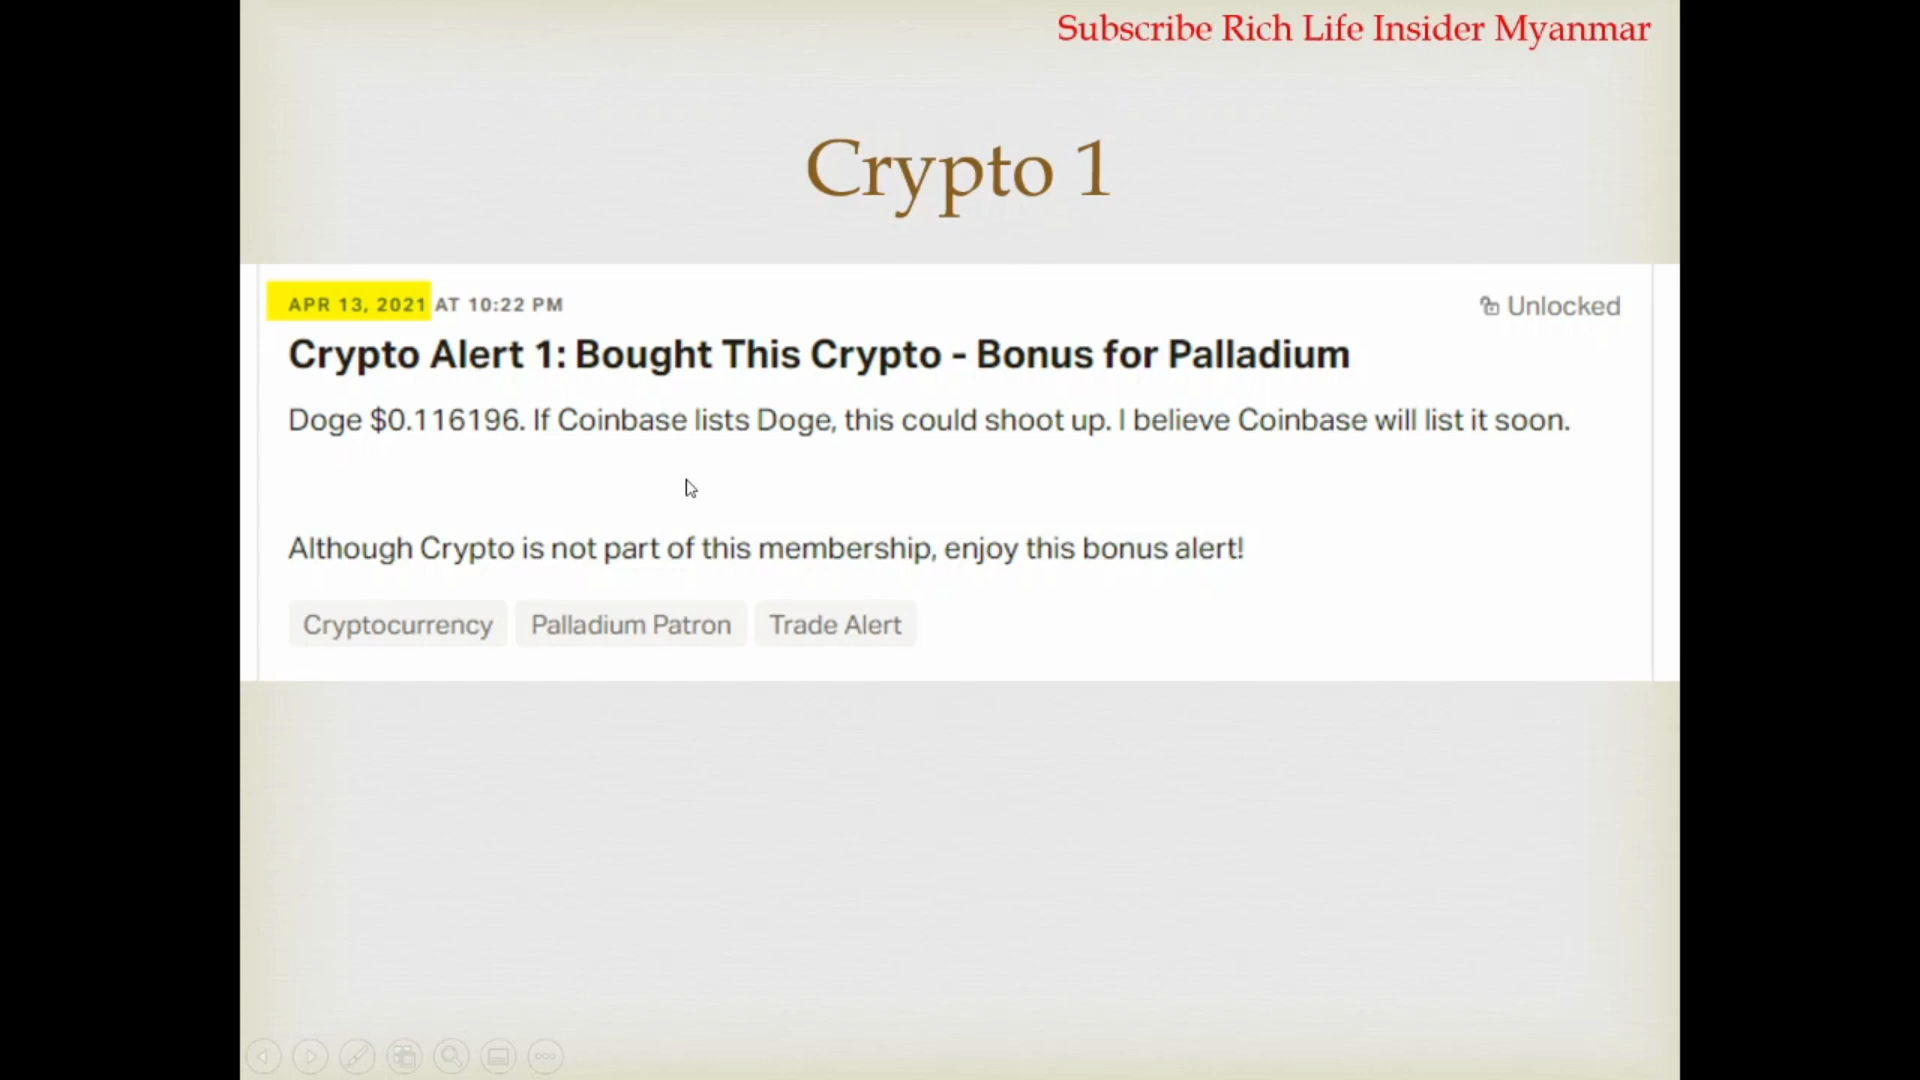 Subscribe Rich Life Insider Myanmar
Crypto 1
APR 13, 2021 AT 10:22 PM
Unlocked
Crypto Alert 1: Bought This Crypto - Bonus for Palladium
Doge $0.116196. If Coinbase lists Doge, this could shoot up. I believe Coinbase will list it soon.
Although Crypto is not part of this membership, enjoy this bonus alert!
Cryptocurrency Palladium Patron Trade Alert